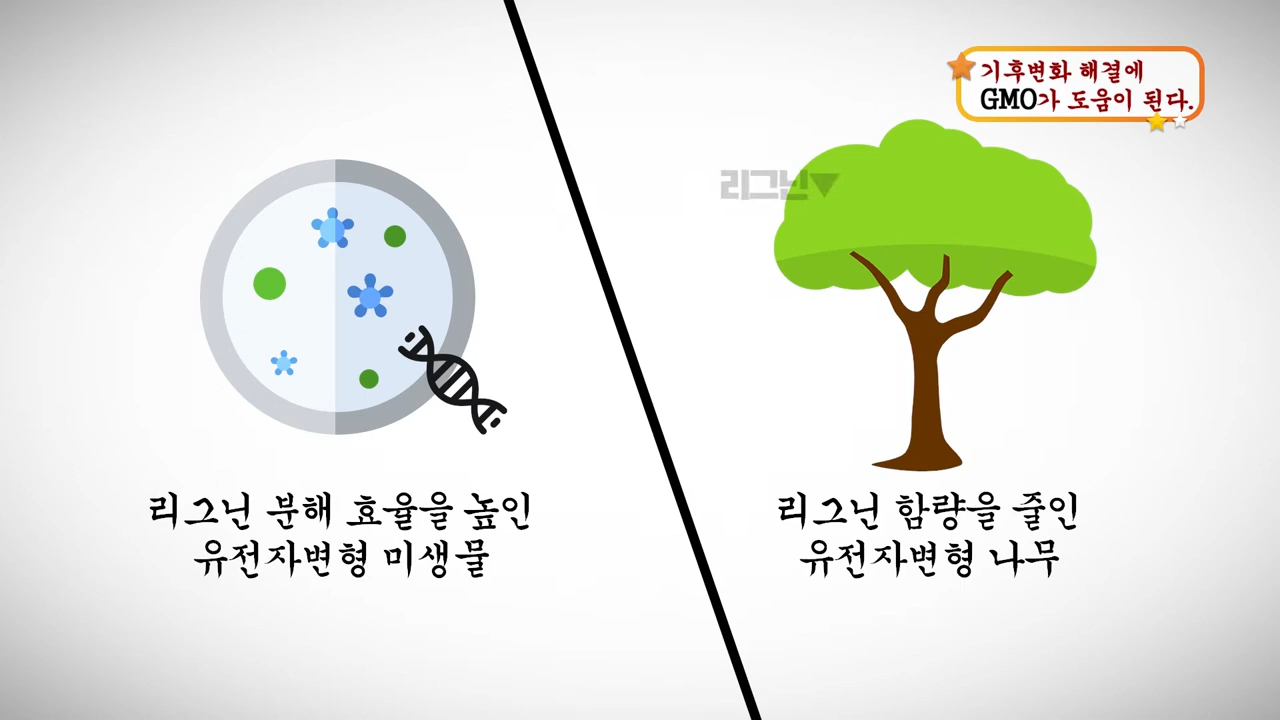 기후변화 해결에
GMO가 도움이 된다.
리그닌▼
리그닌 분해 효율을 높인
유전자변형 미생물
리그닌 함량을 줄인
유전자변형 나무